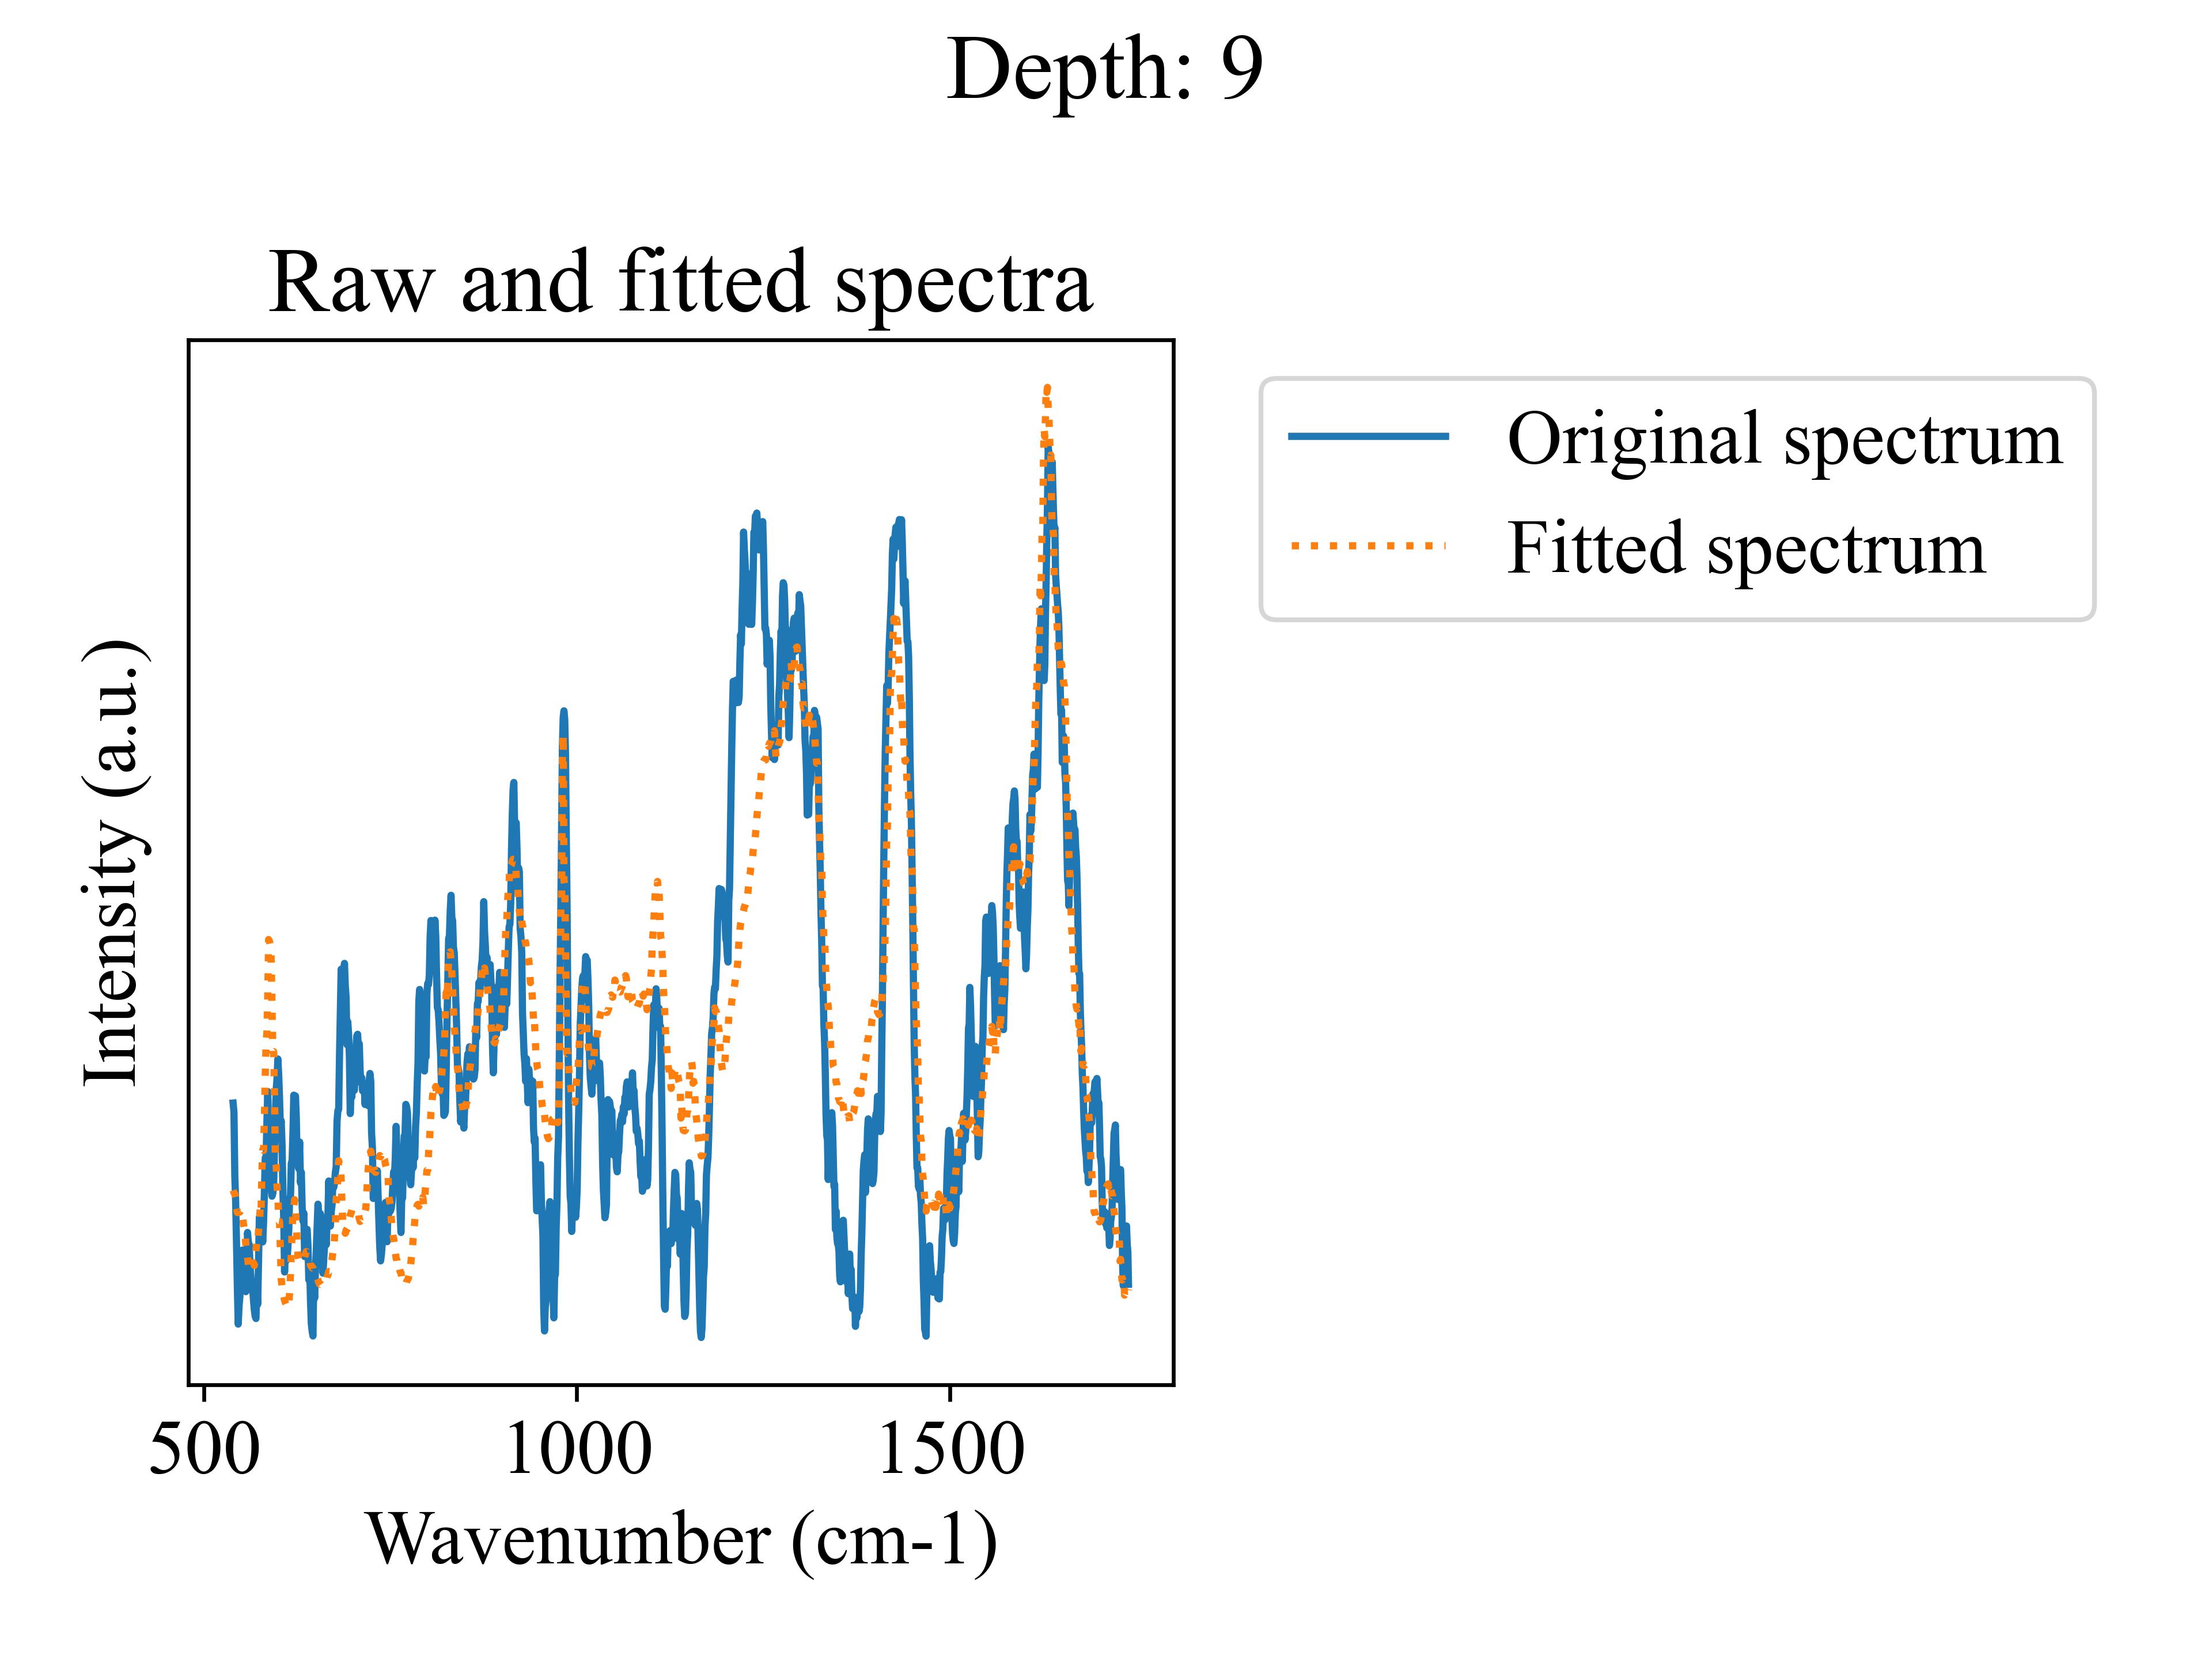 Depth: 9
Raw and fitted spectra
Original spectrum
Fitted spectrum
Intensity (a.u.)
500 1000 1500
Wavenumber (cm-1)